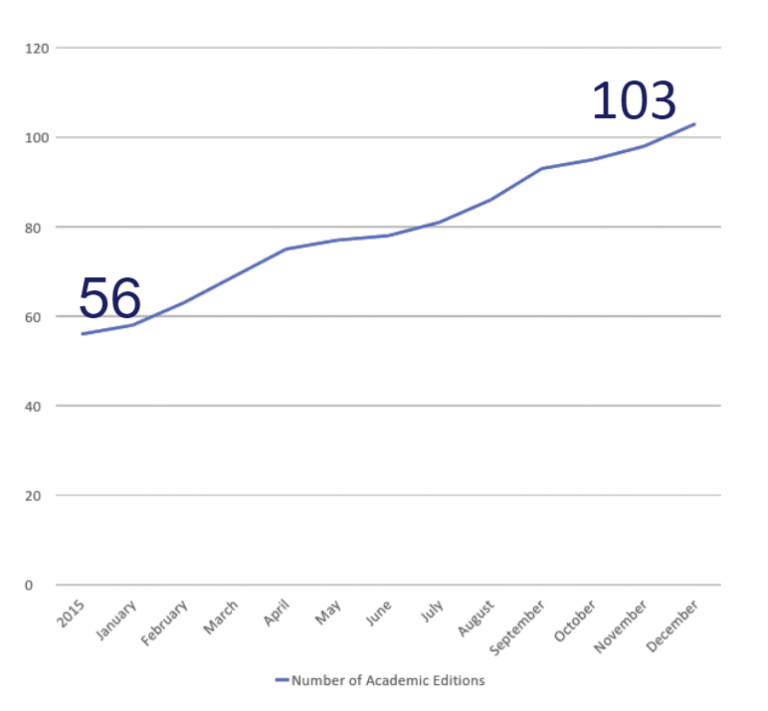 120
103
100
80
56
60
40
20
0
2015
January
February
March
April
May
June
July
August
September
October
November
December
Number of Academic Editions